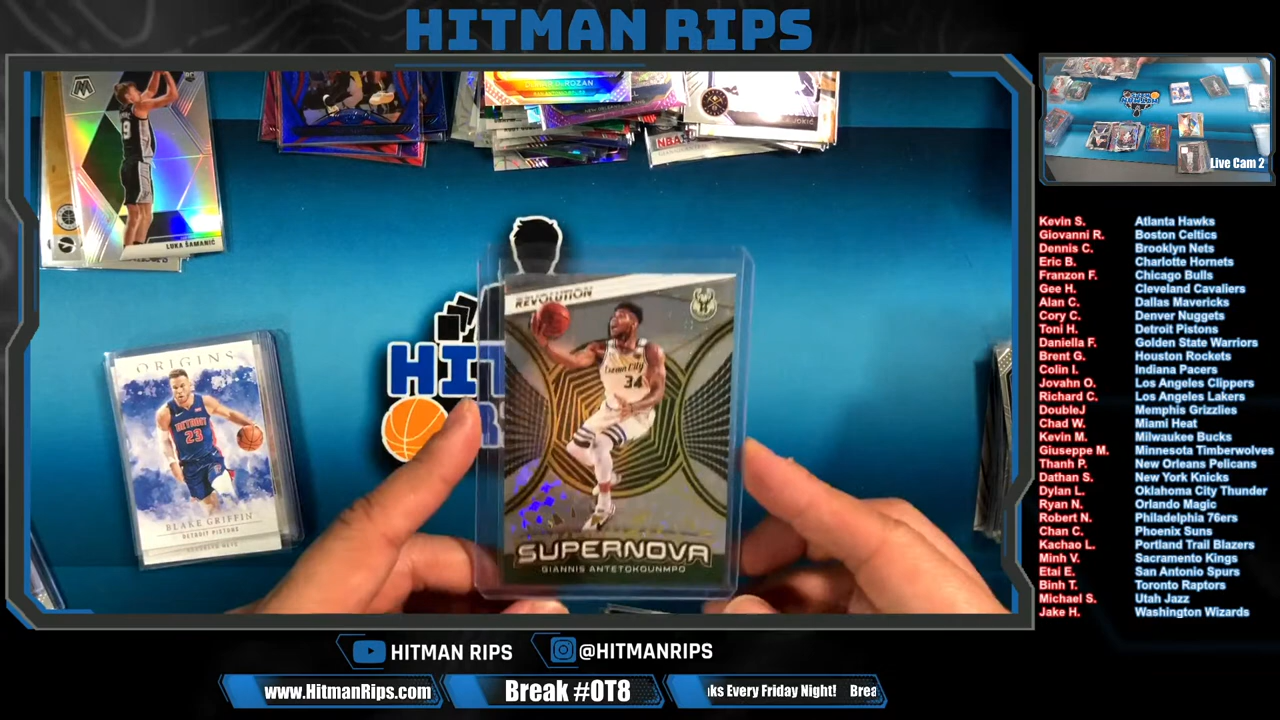 HITMAN RIPS
LUKA ŠAMANIĆ
NBA
REVOLUTION
34
SUPERNOVA
GIANNIS ANTETOKOUNMPO
HIT
ORIGINS
DETROIT
23
BLAKE GRIFFIN
DETROIT PISTONS
Live Cam 2
Kevin S. Atlanta Hawks
Giovanni R. Boston Celtics
Dennis C. Brooklyn Nets
Eric B. Charlotte Hornets
Franzon F. Chicago Bulls
Gee H. Cleveland Cavaliers
Alan C. Dallas Mavericks
Cory C. Denver Nuggets
Toni H. Detroit Pistons
Daniella F. Golden State Warriors
Brent G. Houston Rockets
Colin I. Indiana Pacers
Jovahn O. Los Angeles Clippers
Richard C. Los Angeles Lakers
DoubleJ Memphis Grizzlies
Chad W. Miami Heat
Kevin M. Milwaukee Bucks
Giuseppe M. Minnesota Timberwolves
Thanh P. New Orleans Pelicans
Dathan S. New York Knicks
Dylan L. Oklahoma City Thunder
Ryan N. Orlando Magic
Robert N. Philadelphia 76ers
Chan C. Phoenix Suns
Kachao L. Portland Trail Blazers
Minh V. Sacramento Kings
Etai E. San Antonio Spurs
Binh T. Toronto Raptors
Michael S. Utah Jazz
Jake H. Washington Wizards
HITMAN RIPS @HITMANRIPS
www.HitmanRips.com Break #OT8 ks Every Friday Night! Brea